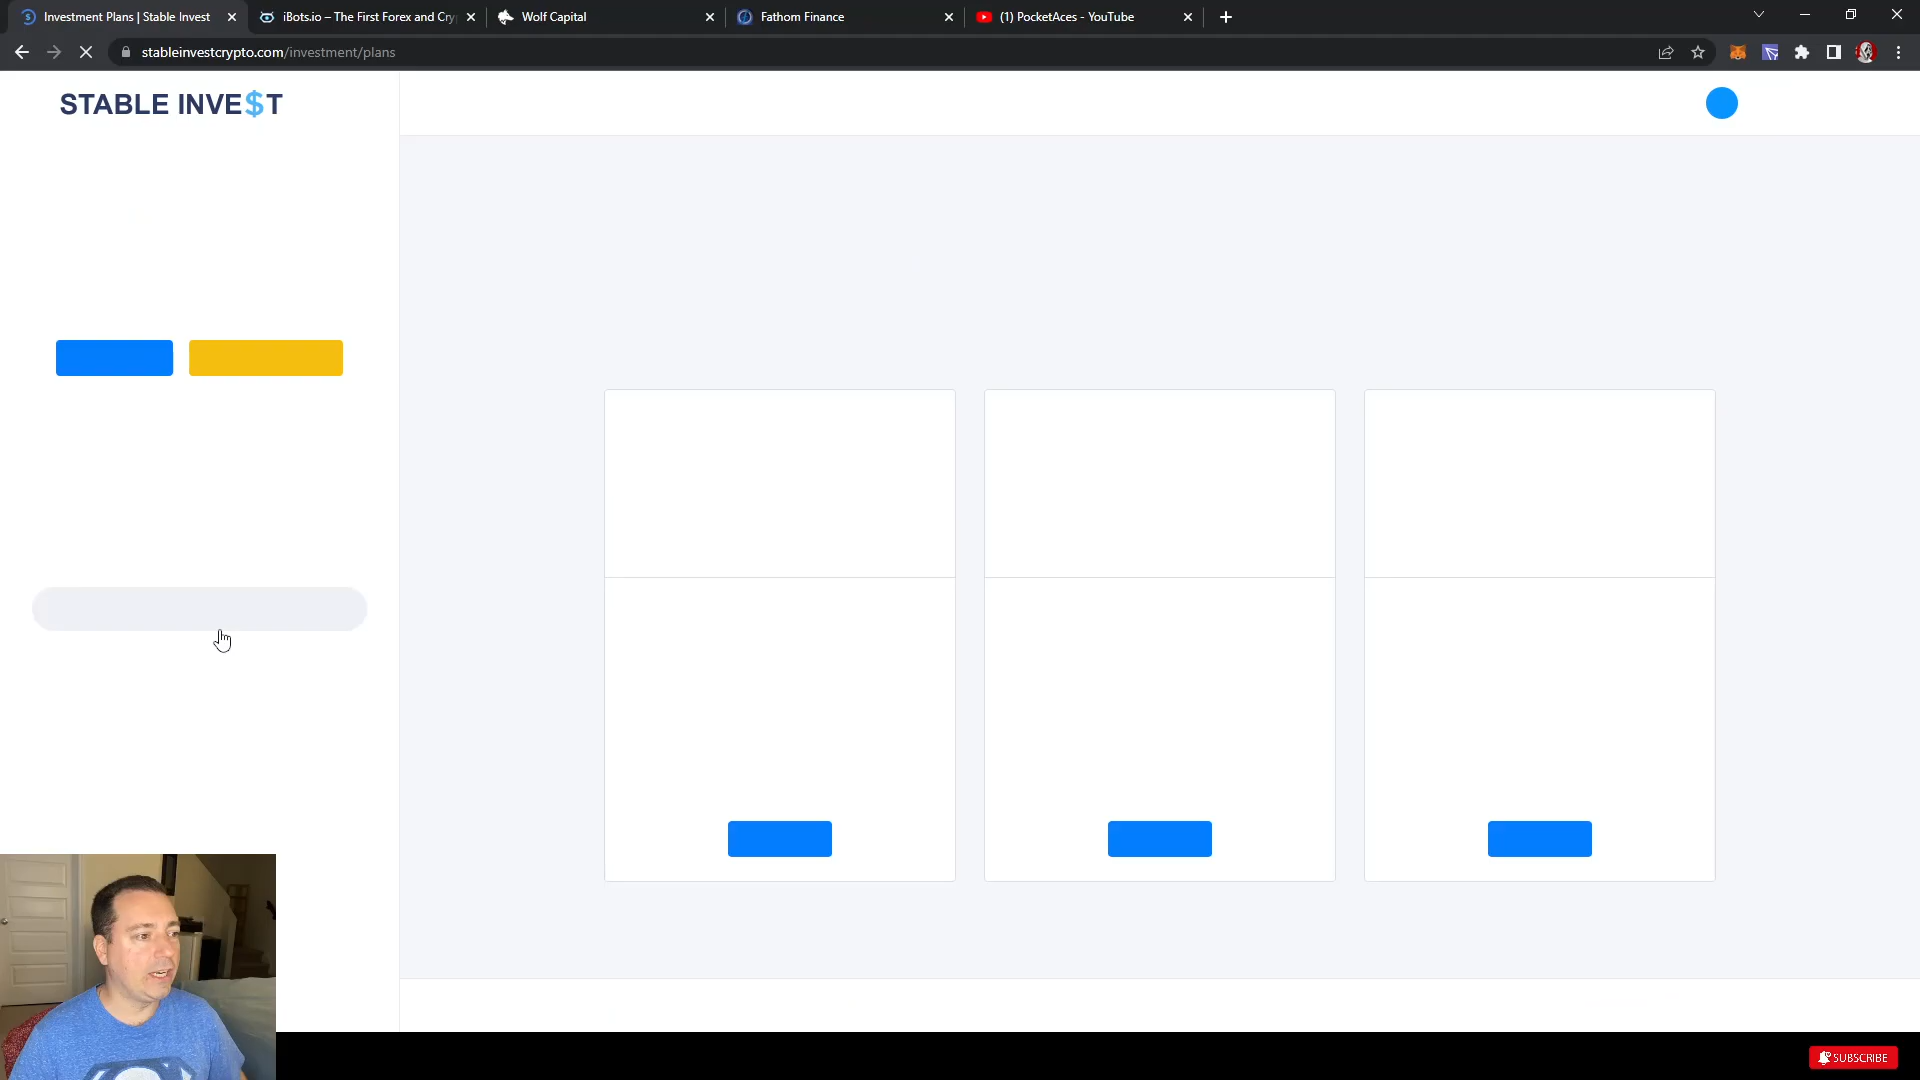 Investment Plans | Stable Invest
iBots.io – The First Forex and Cry
Wolf Capital
Fathom Finance
(1) PocketAces - YouTube
stableinvestcrypto.com/investment/plans
STABLE INVE$T
SUBSCRIBE